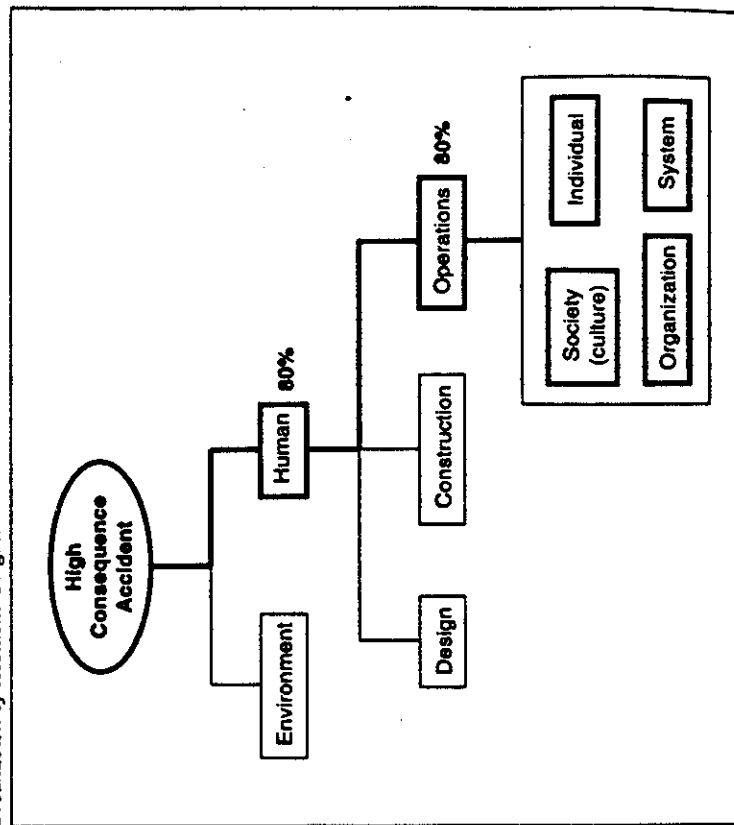 High
Consequence
Accident
Environment
Human
80%
Design
Construction
Operations
80%
Society
(culture)
Individual
Organization
System